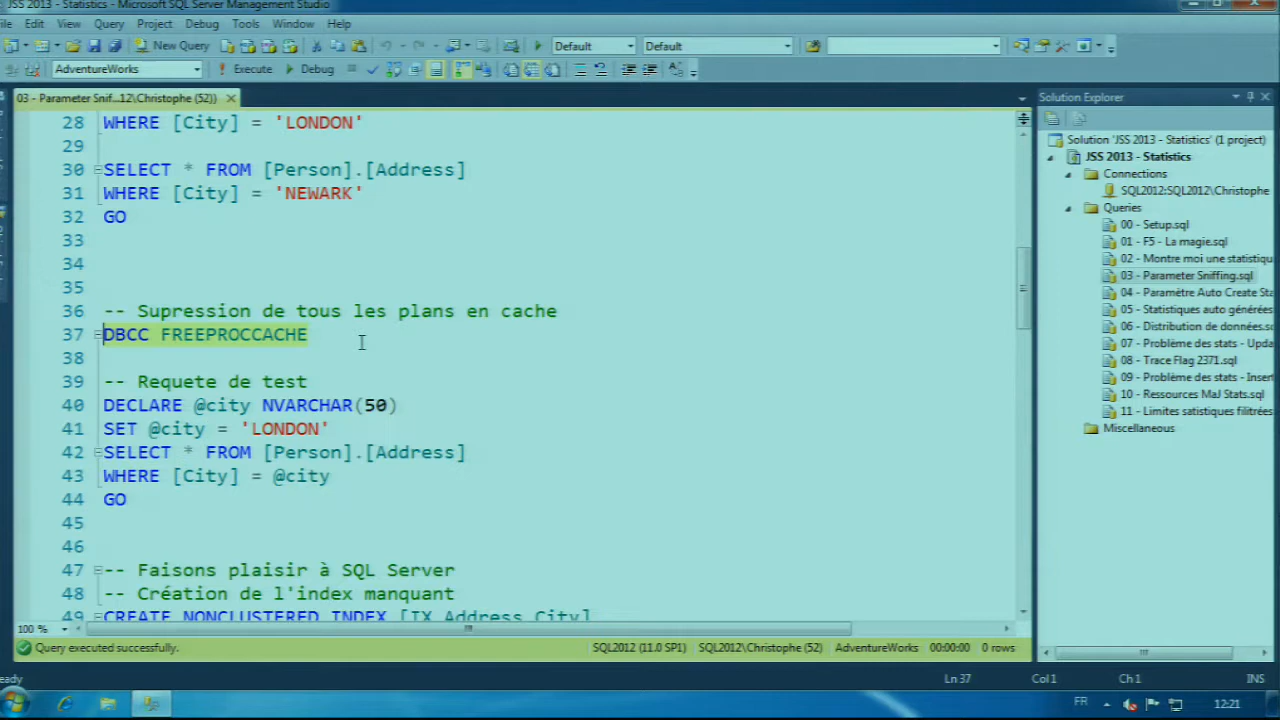 JSS 2013 - Statistics - Microsoft SQL Server Management Studio
Edit View Query Project Debug Tools Window Help
New Query Default Default
AdventureWorks Execute Debug
03 - Parameter Snif...12\Christophe (52))
28 WHERE [City] = 'LONDON'
29
30 SELECT * FROM [Person].[Address]
31 WHERE [City] = 'NEWARK'
32 GO
33
34
35
36 -- Supression de tous les plans en cache
37 DBCC FREEPROCCACHE
38
39 -- Requete de test
40 DECLARE @city NVARCHAR(50)
41 SET @city = 'LONDON'
42 SELECT * FROM [Person].[Address]
43 WHERE [City] = @city
44 GO
45
46
47 -- Faisons plaisir à SQL Server
48 -- Création de l'index manquant
49 CREATE NONCLUSTERED INDEX [IX_Address_City]
100 %
Query executed successfully. SQL2012 (11.0 SP1) SQL2012\Christophe (52) AdventureWorks 00:00:00 0 rows
Solution Explorer
Solution 'JSS 2013 - Statistics' (1 project)
JSS 2013 - Statistics
Connections
SQL2012:SQL2012\Christophe
Queries
00 - Setup.sql
01 - F5 - La magie.sql
02 - Montre moi une statistiqu
03 - Parameter Sniffing.sql
04 - Paramètre Auto Create Sta
05 - Statistiques auto générées
06 - Distribution de données.sq
07 - Problème des stats - Upda
08 - Trace Flag 2371.sql
09 - Problème des stats - Insert
10 - Ressources MaJ Stats.sql
11 - Limites satistiques filitrées
Miscellaneous
eady Ln 37 Col 1 Ch 1 INS
FR 12:21